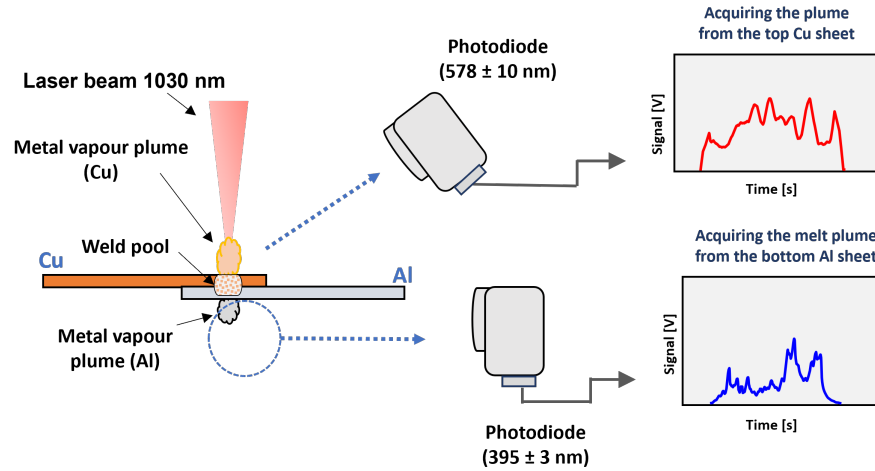 Laser beam 1030 nm
Metal vapour plume
(Cu)
Weld pool
Cu
Al
Metal vapour
plume (Al)
Photodiode
(578 ± 10 nm)
Photodiode
(395 ± 3 nm)
Acquiring the plume
from the top Cu sheet
Signal [V]
Time [s]
Acquiring the melt plume
from the bottom Al sheet
Signal [V]
Time [s]